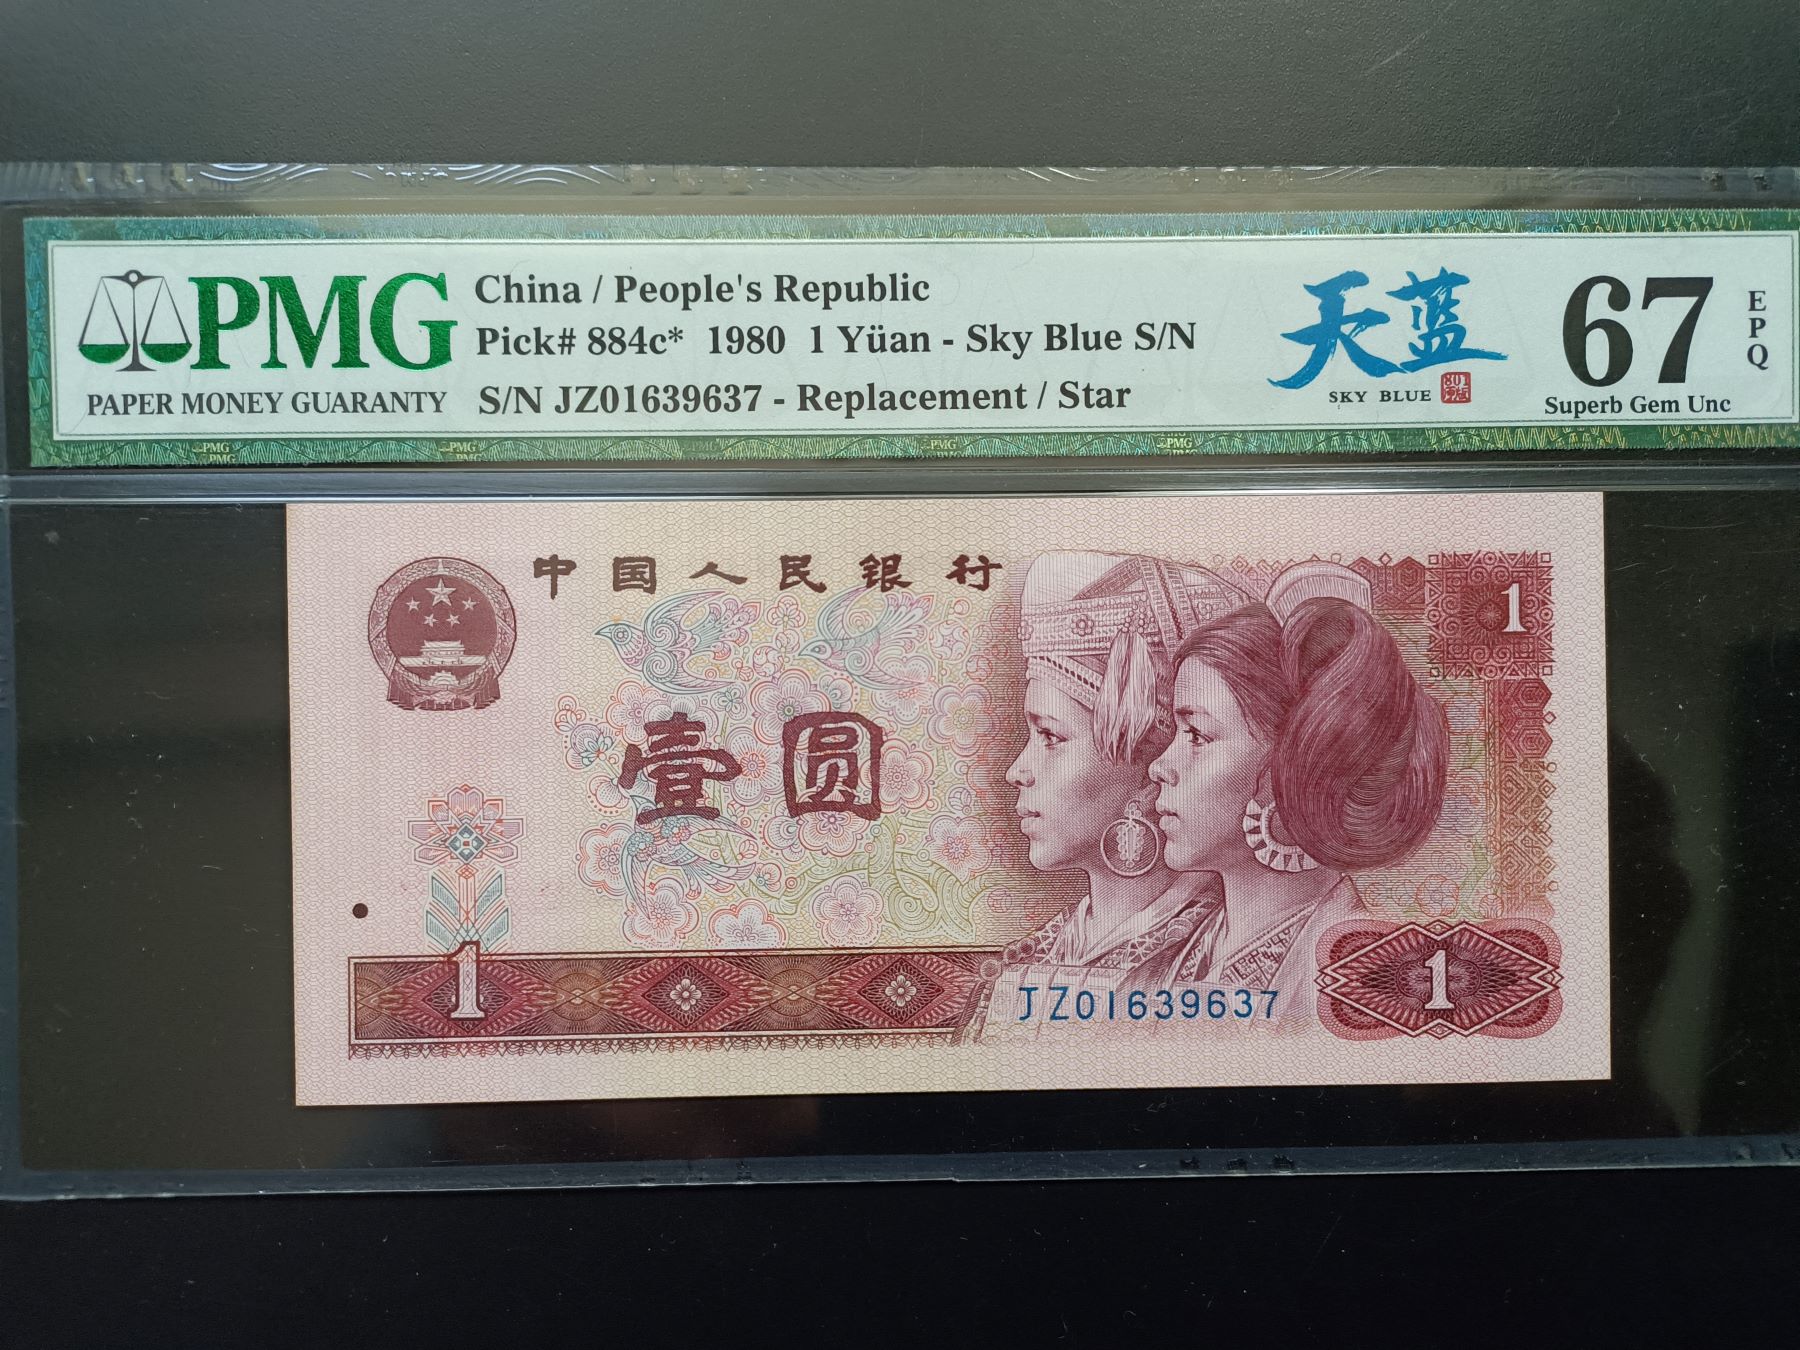 PMG
PAPER MONEY GUARANTY
China / People's Republic
Pick# 884c* 1980 1 Yüan - Sky Blue S/N
S/N JZ01639637 - Replacement / Star
天蓝
SKY BLUE
67
EPQ
Superb Gem Unc
中国人民银行
1
壹圆
1
JZ01639637
1